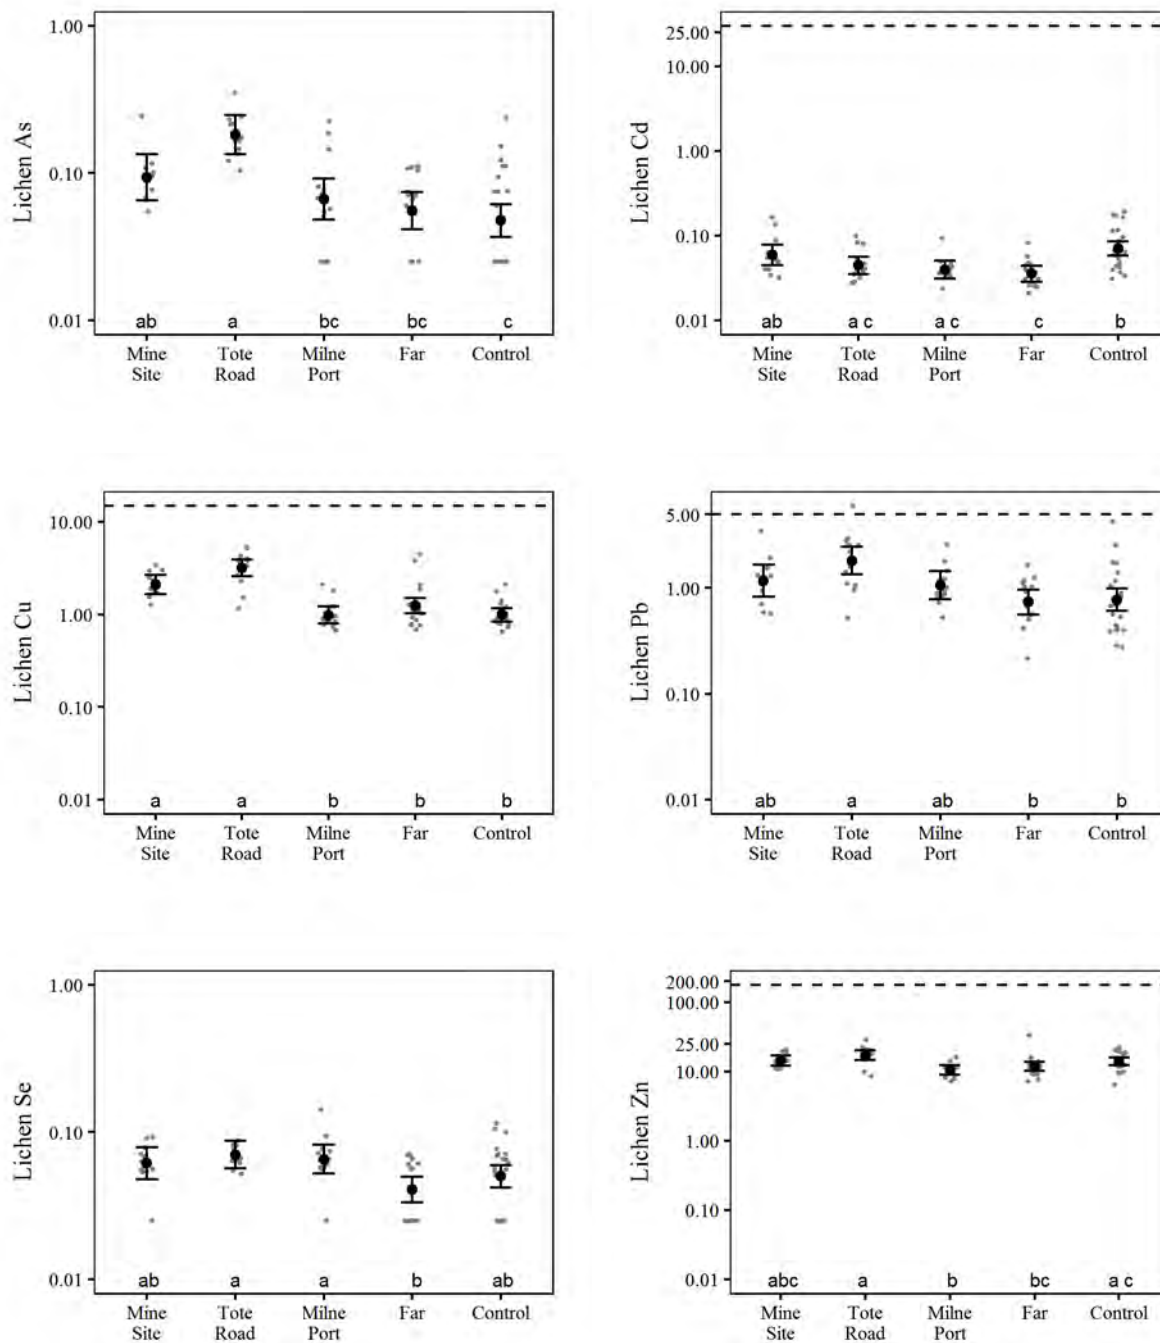 Lichen As
1.00
0.10
0.01
ab a bc bc c
Mine Tote Milne Far Control
Site Road Port
Lichen Cd
25.00
10.00
1.00
0.10
0.01
ab a c a c c b
Mine Tote Milne Far Control
Site Road Port
Lichen Cu
10.00
1.00
0.10
0.01
a a b b b
Mine Tote Milne Far Control
Site Road Port
Lichen Pb
5.00
1.00
0.10
0.01
ab a ab b b
Mine Tote Milne Far Control
Site Road Port
Lichen Se
1.00
0.10
0.01
ab a a b ab
Mine Tote Milne Far Control
Site Road Port
Lichen Zn
200.00
100.00
25.00
10.00
1.00
0.10
0.01
abc a b bc a c
Mine Tote Milne Far Control
Site Road Port